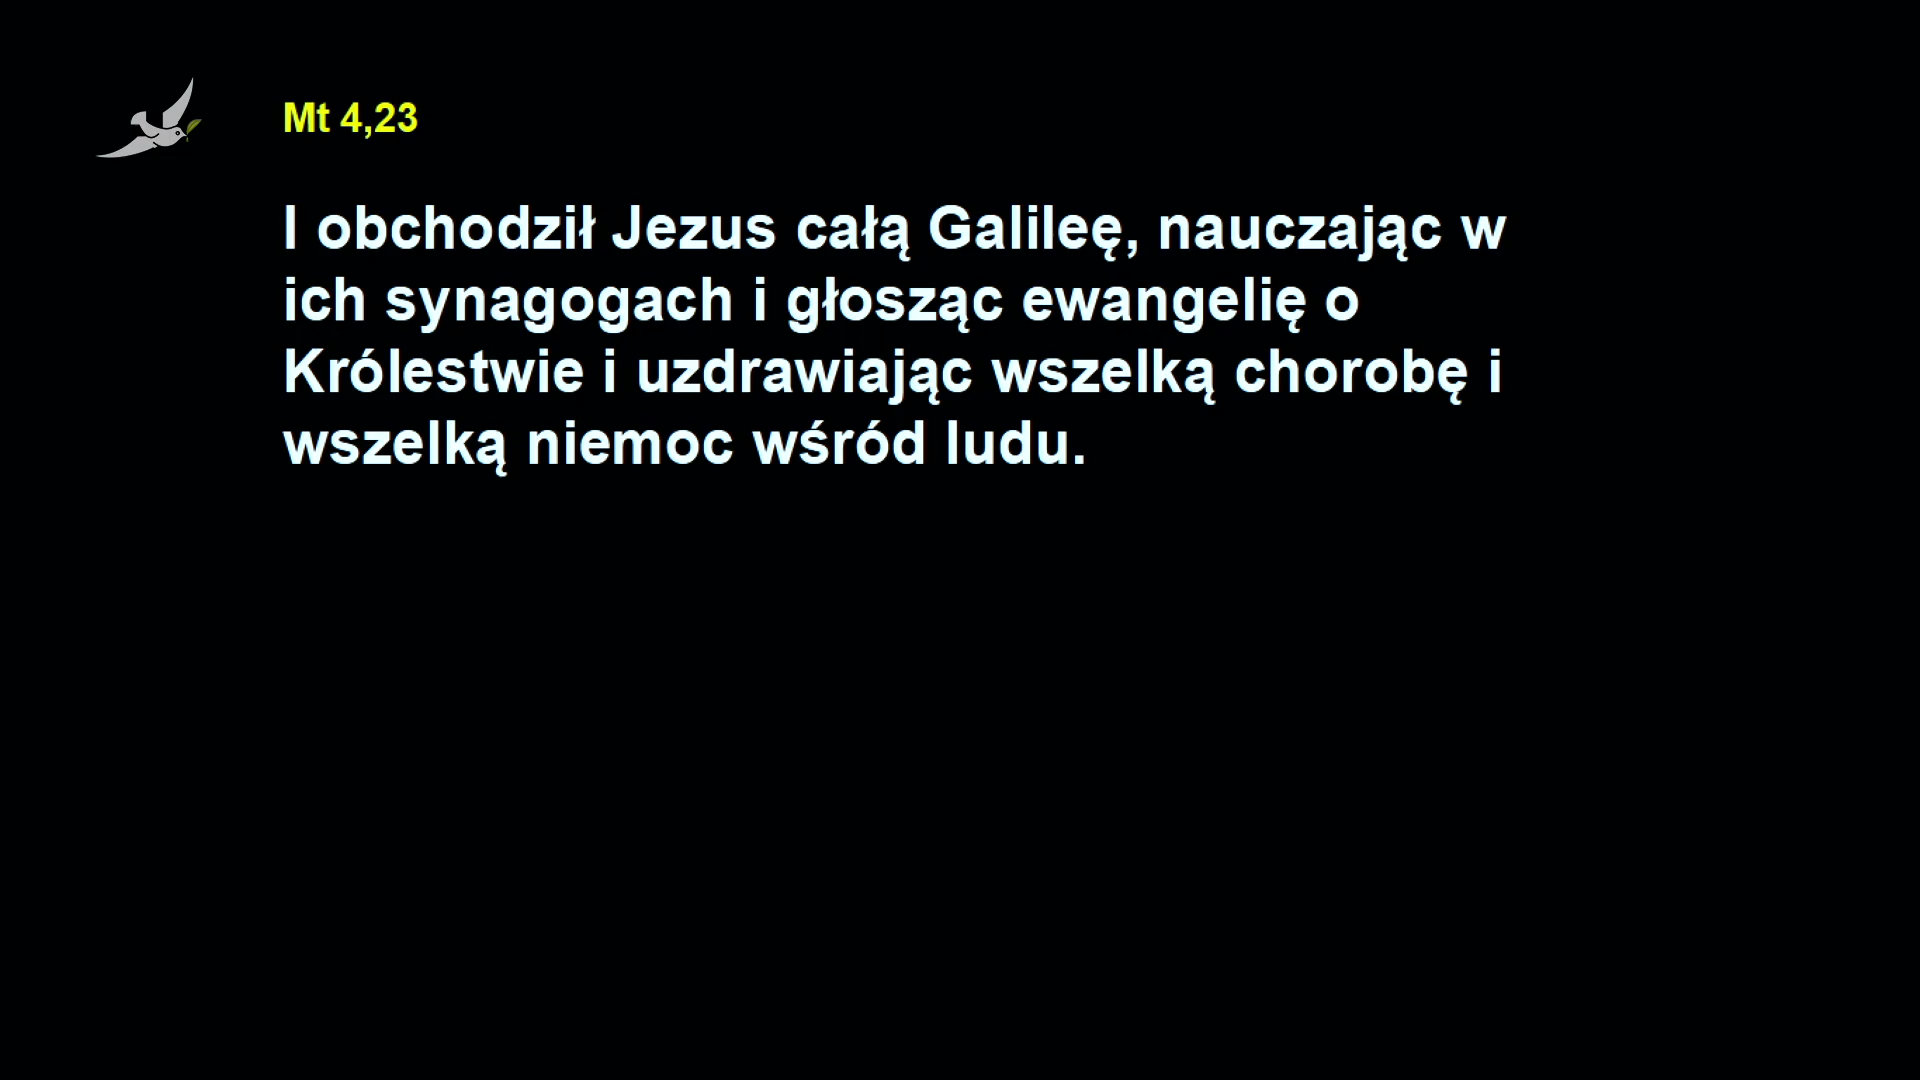 Mt 4,23
I obchodził Jezus całą Galileę, nauczając w
ich synagogach i głosząc ewangelię o
Królestwie i uzdrawiając wszelką chorobę i
wszelką niemoc wśród ludu.